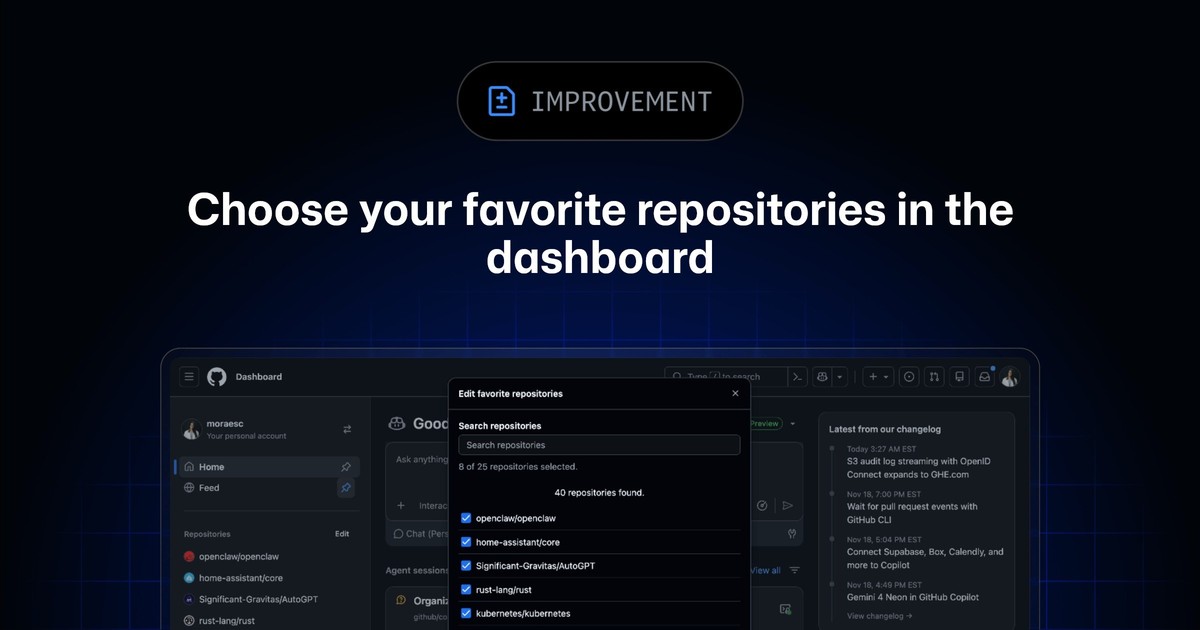 IMPROVEMENT
Choose your favorite repositories in the
dashboard
Dashboard
Type / to search
moraesc
Your personal account
Home
Feed
Repositories
Edit
openclaw/openclaw
home-assistant/core
Significant-Gravitas/AutoGPT
rust-lang/rust
Good
Preview
Ask anything
Chat
Agent sessions
View all
Edit favorite repositories
Search repositories
Search repositories
8 of 25 repositories selected.
40 repositories found.
openclaw/openclaw
home-assistant/core
Significant-Gravitas/AutoGPT
rust-lang/rust
kubernetes/kubernetes
Latest from our changelog
Today 3:27 AM EST
S3 audit log streaming with OpenID
Connect expands to GHE.com
Nov 18, 7:00 PM EST
Wait for pull request events with
GitHub CLI
Nov 18, 5:04 PM EST
Connect Supabase, Box, Calendly, and
more to Copilot
Nov 18, 4:49 PM EST
Gemini 4 Neon in GitHub Copilot
View changelog →